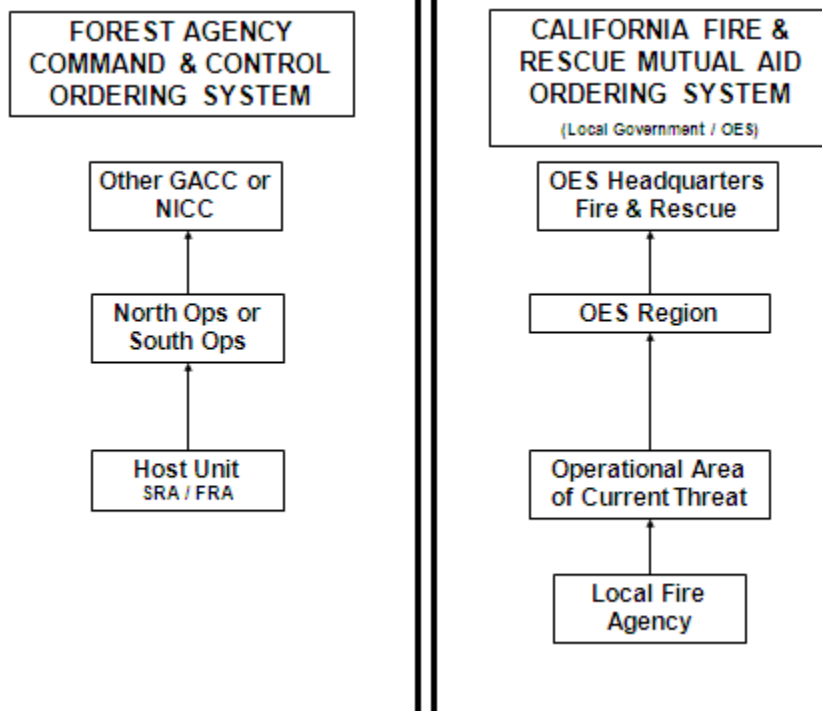 FOREST AGENCY
COMMAND & CONTROL
ORDERING SYSTEM
Other GACC or
NICC
North Ops or
South Ops
Host Unit
SRA / FRA
CALIFORNIA FIRE &
RESCUE MUTUAL AID
ORDERING SYSTEM
(Local Government / OES)
OES Headquarters
Fire & Rescue
OES Region
Operational Area
of Current Threat
Local Fire
Agency